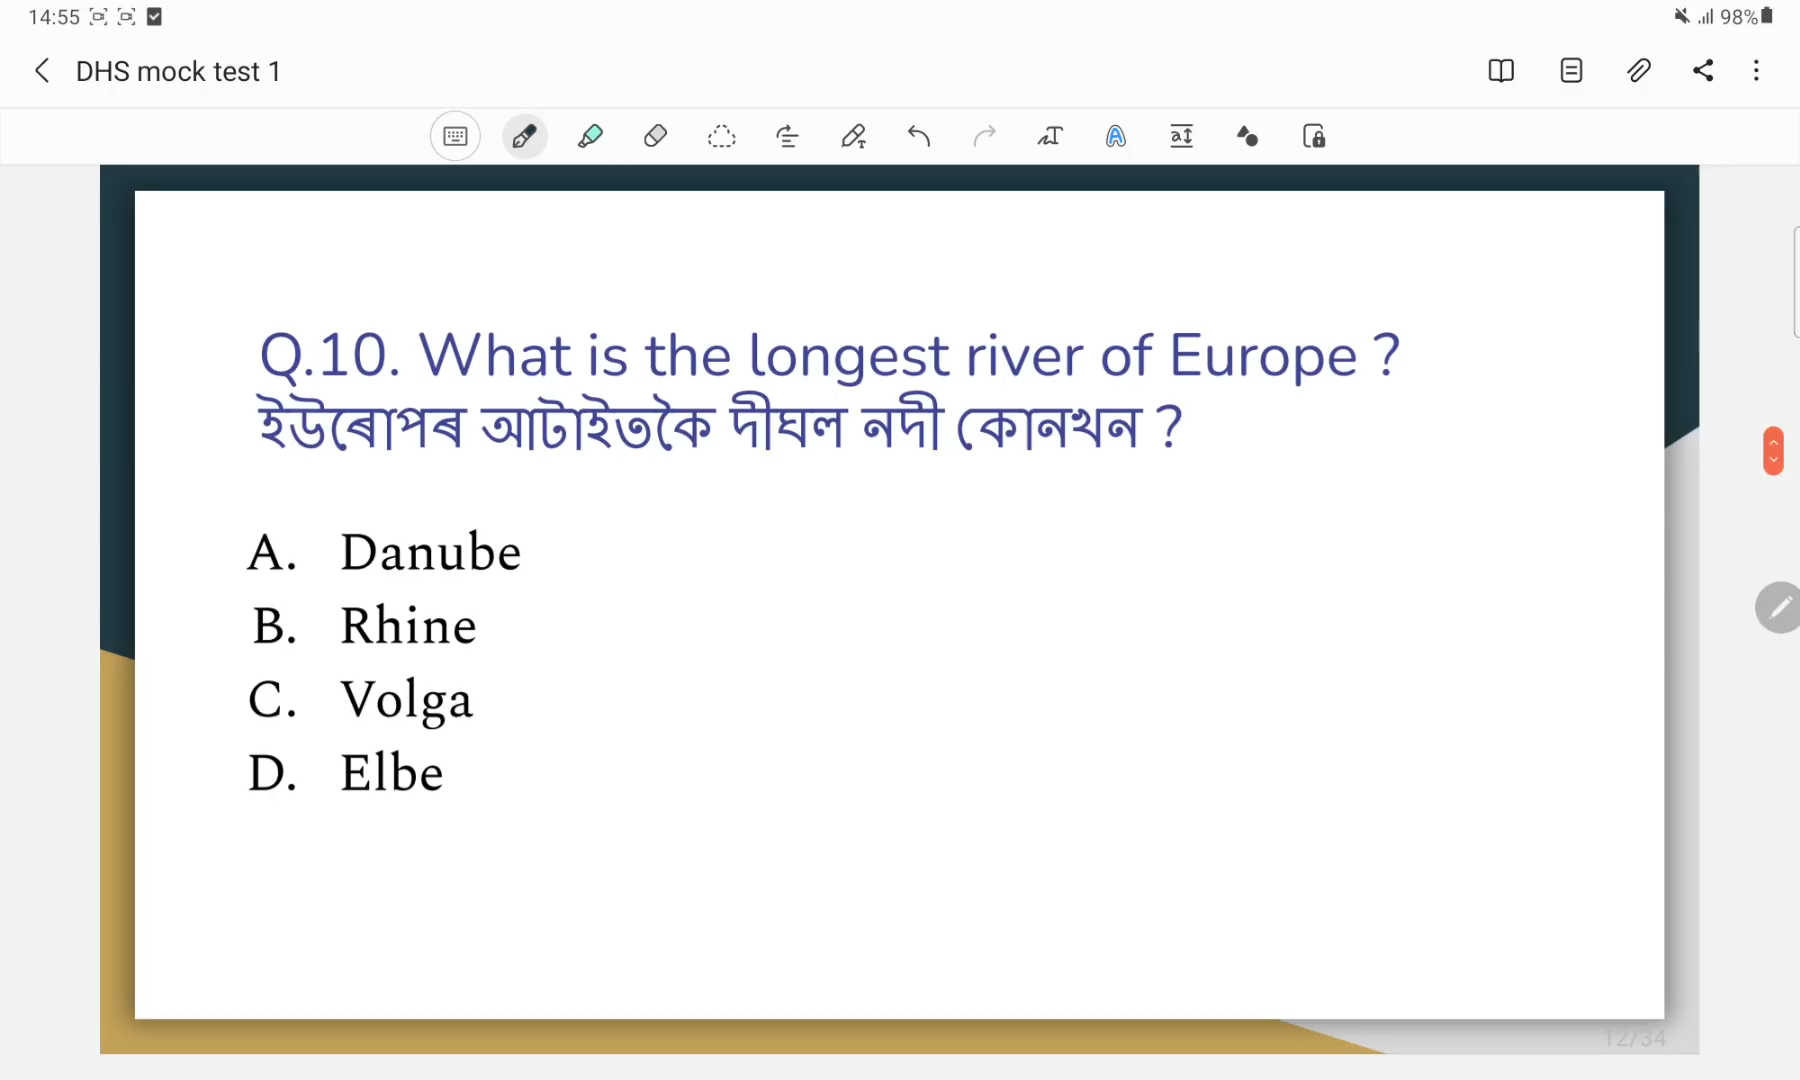 14:55
98%
DHS mock test 1
Q.10. What is the longest river of Europe ?
ইউৰোপৰ আটাইতকৈ দীঘল নদী কোনখন ?
A. Danube
B. Rhine
C. Volga
D. Elbe
12/34